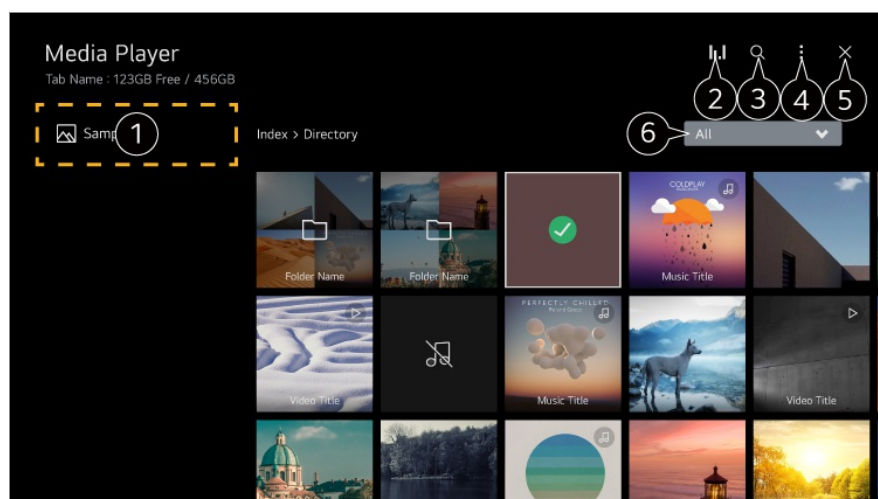 Media Player
Tab Name : 123GB Free / 456GB
2 3 4 5
Samp 1
Index > Directory
6 All
COLDPLAY
Folder Name
Folder Name
Music Title
PERFECTLY CHILLED
Video Title
Music Title
Video Title